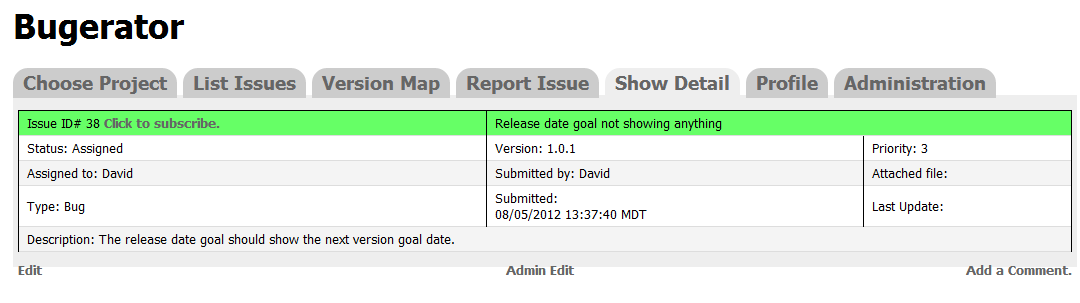 Bugerator
Choose Project List Issues Version Map Report Issue Show Detail Profile Administration
Issue ID# 38 Click to subscribe. Release date goal not showing anything
Status: Assigned Version: 1.0.1 Priority: 3
Assigned to: David Submitted by: David Attached file:
Type: Bug Submitted: Last Update:
08/05/2012 13:37:40 MDT
Description: The release date goal should show the next version goal date.
Edit Admin Edit Add a Comment.